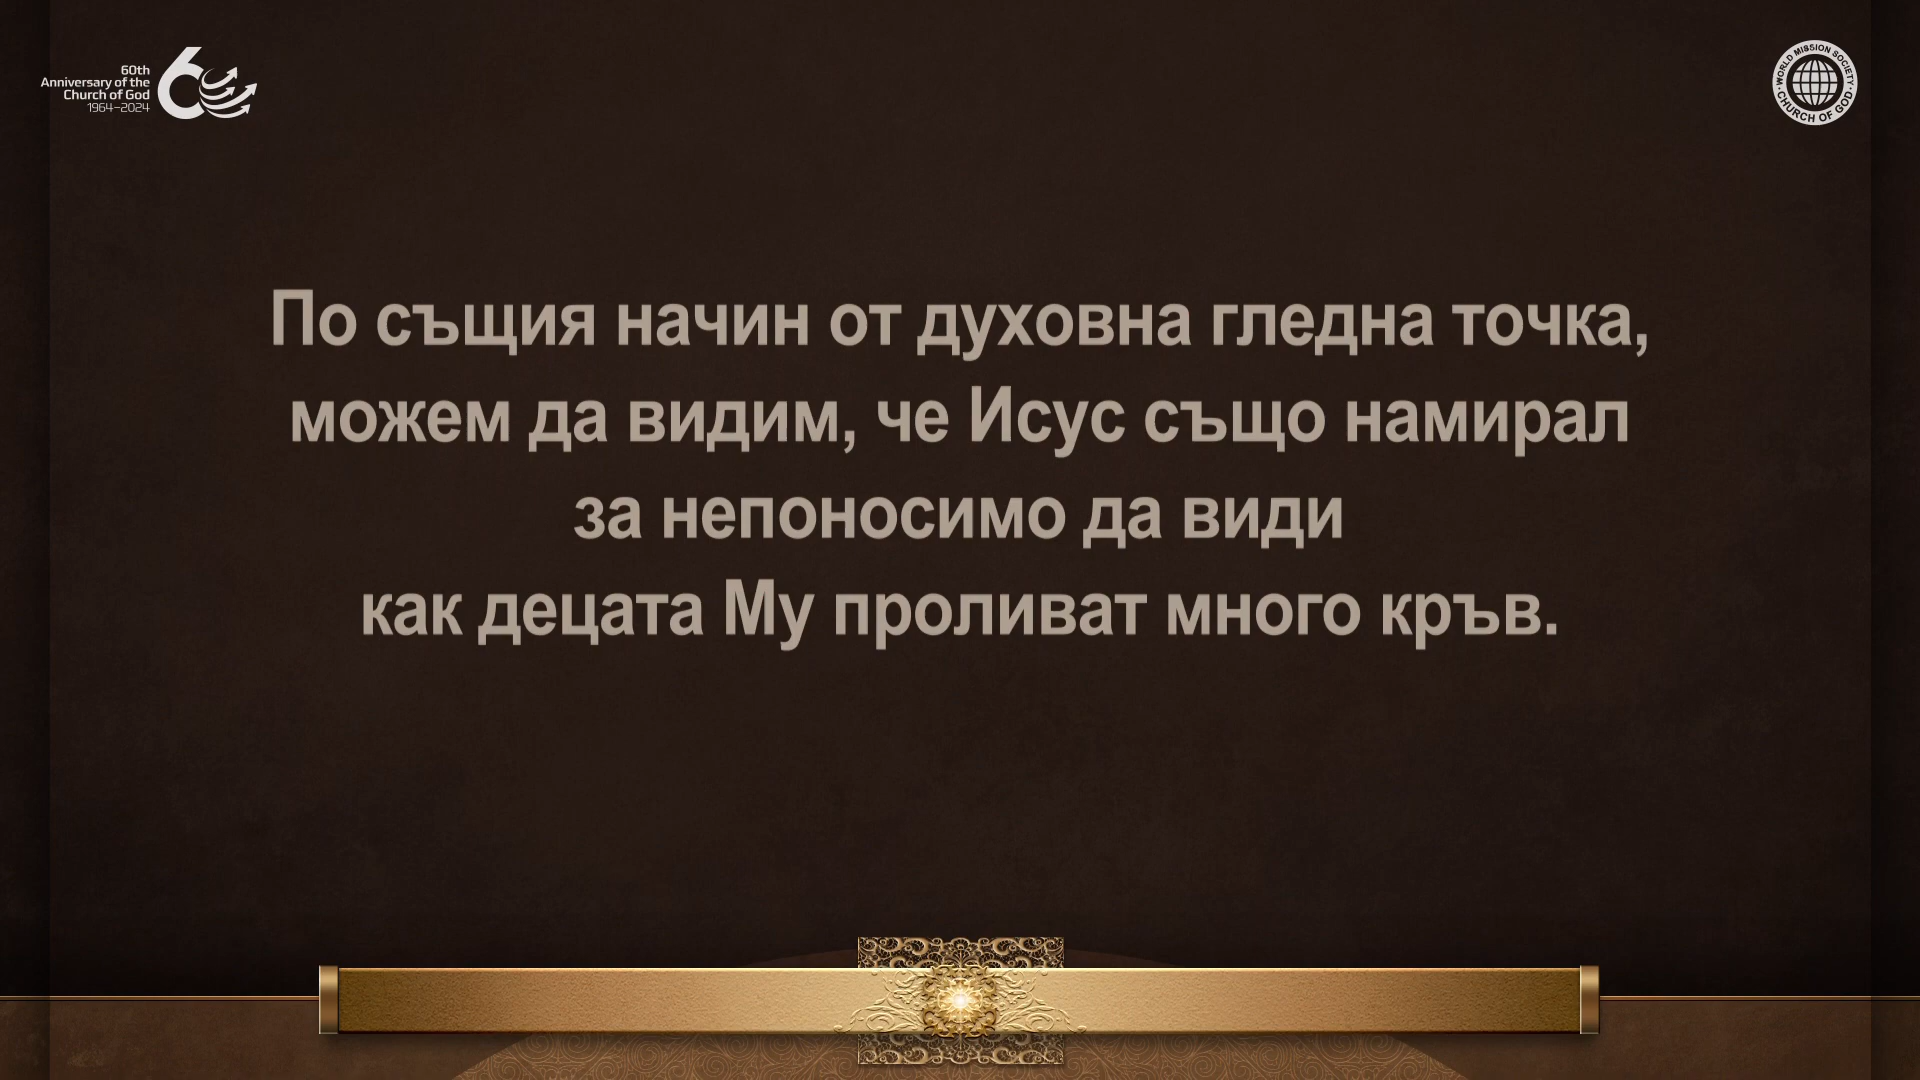 60th
Anniversary of the
Church of God
1964–2024
60
WORLD MISSION SOCIETY
CHURCH OF GOD
По същия начин от духовна гледна точка,
можем да видим, че Исус също намирал
за непоносимо да види
как децата Му проливат много кръв.